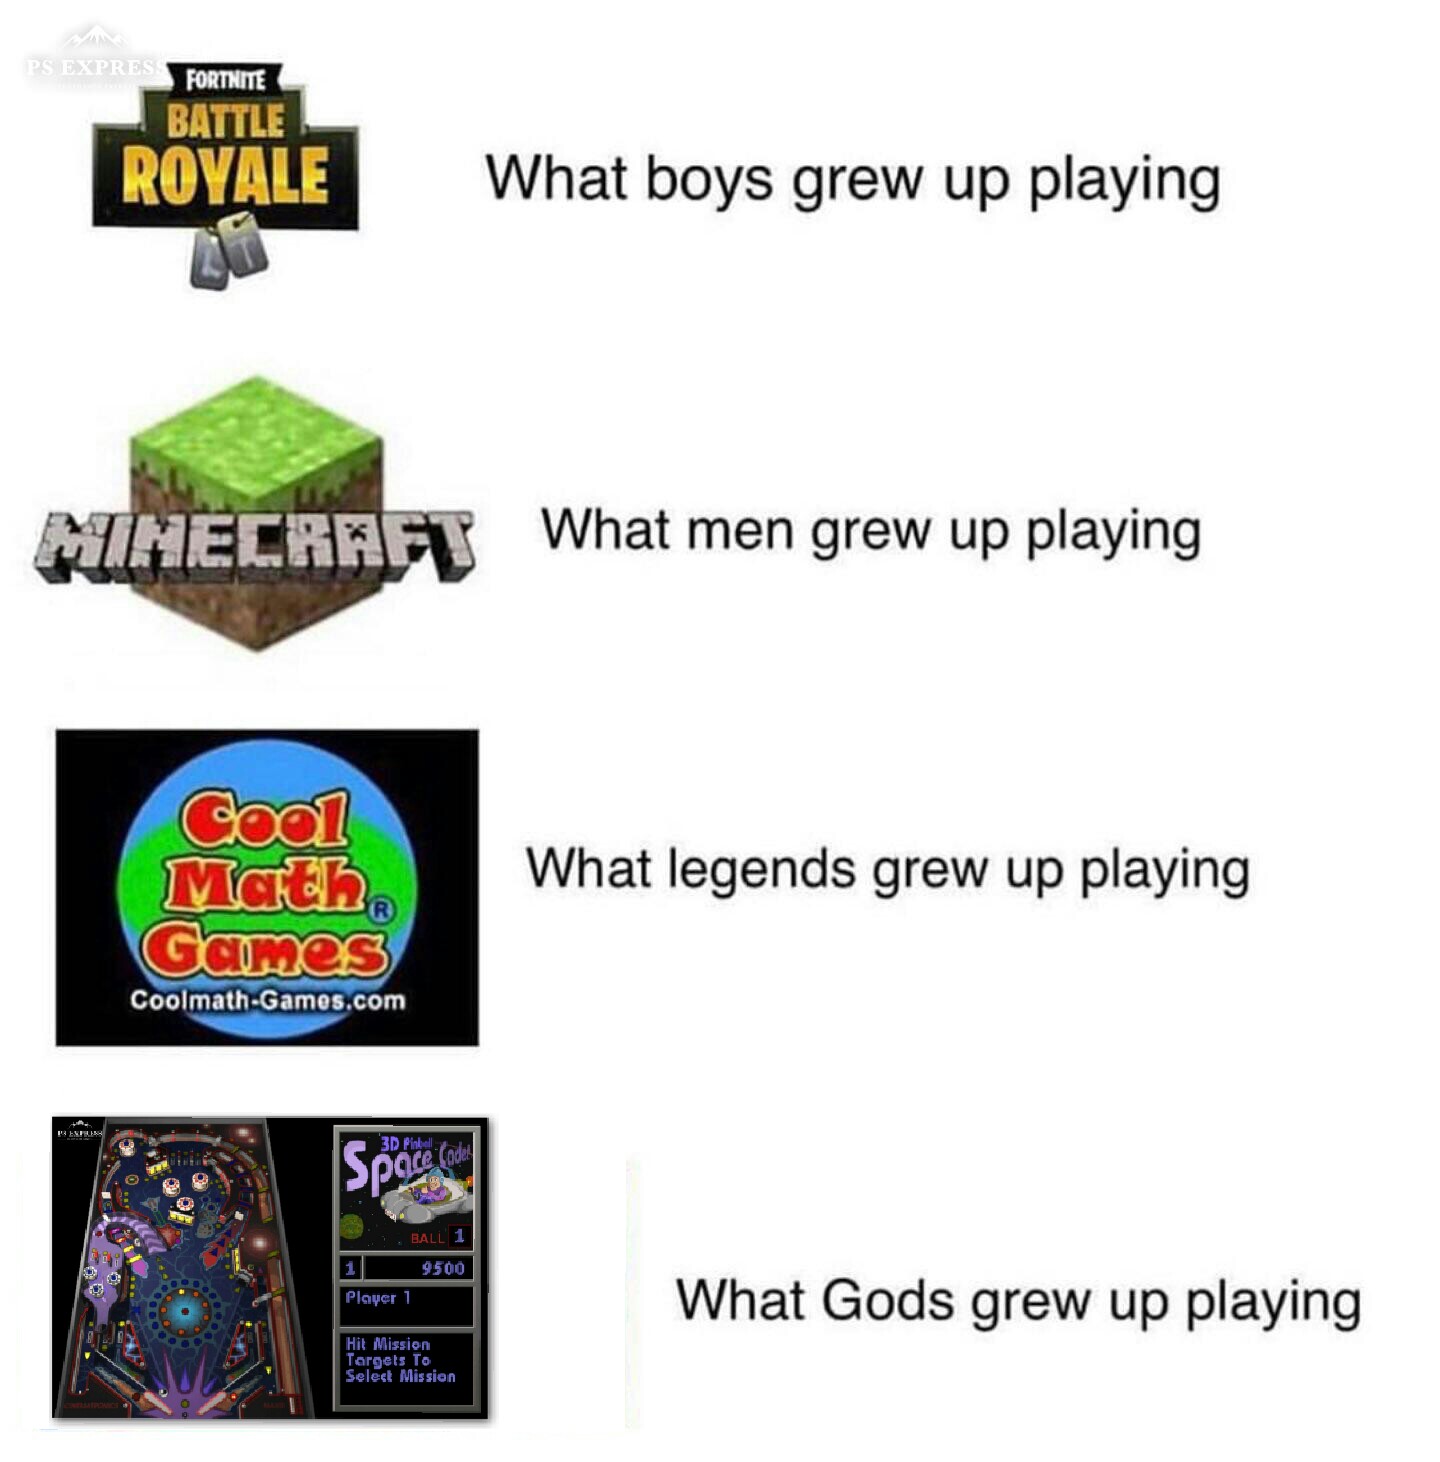 PS EXPRESS
FORTNITE
BATTLE
ROYALE
What boys grew up playing
MINECRAFT
What men grew up playing
Cool
Math
Games
®
Coolmath-Games.com
What legends grew up playing
PS EXPRESS
3D Pinball
Space Cadet
BALL 1
1 9500
Player 1
Hit Mission
Targets To
Select Mission
What Gods grew up playing